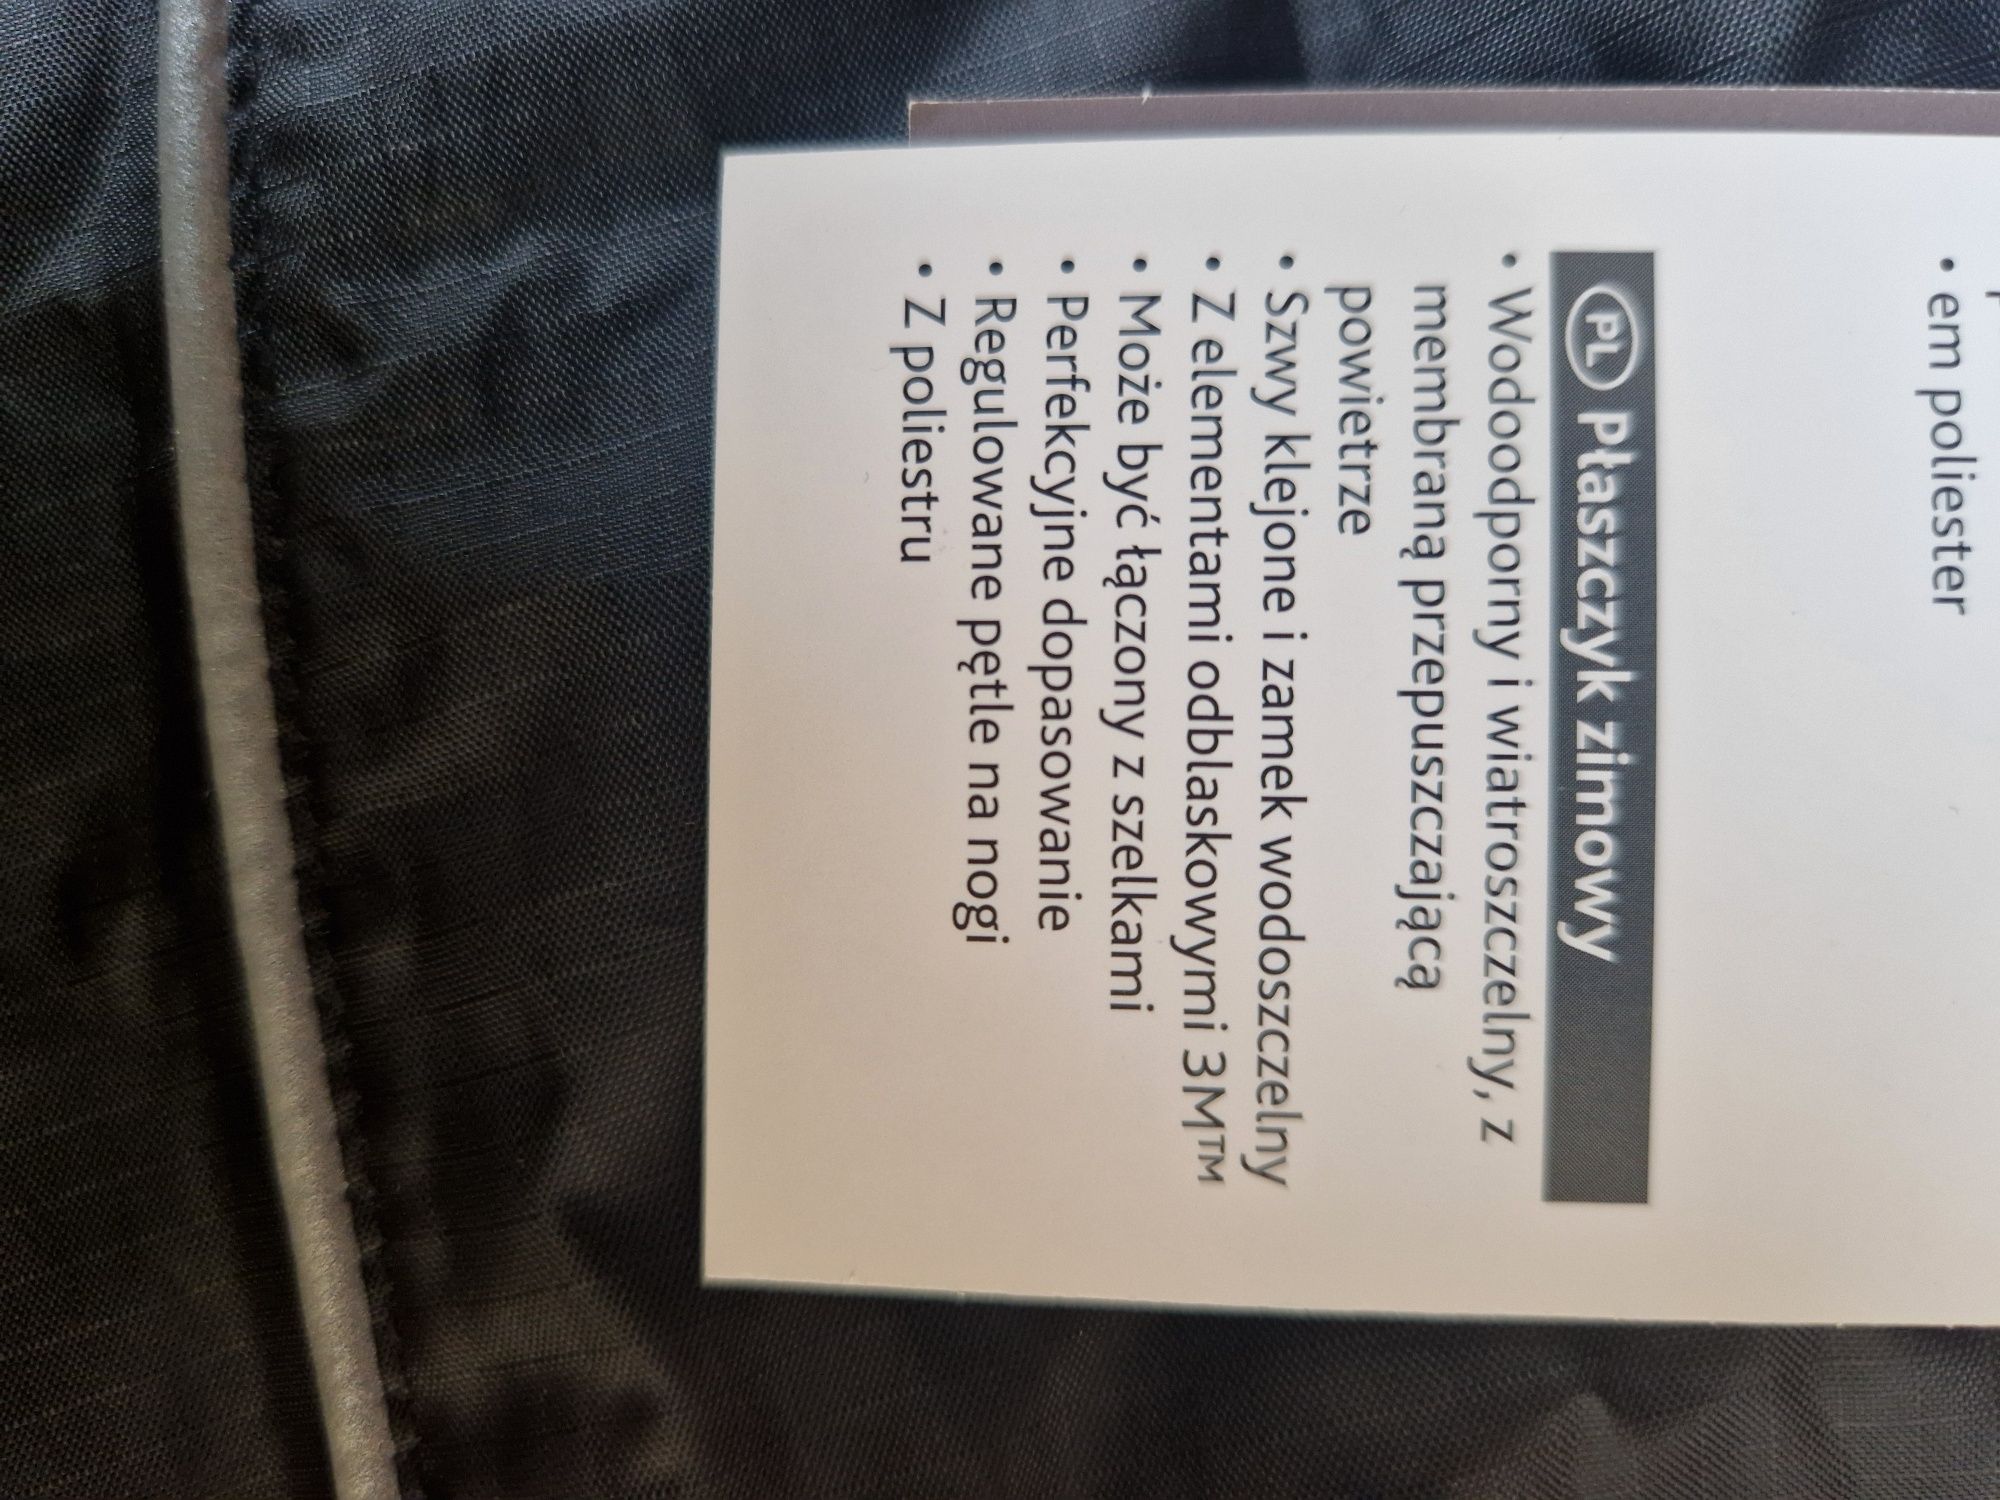 • em poliester
PL Płaszczyk zimowy
• Wodoodporny i wiatroszczelny, z
membraną przepuszczającą
powietrze
• Szwy klejone i zamek wodoszczelny
• Z elementami odblaskowymi 3M™
• Może być łączony z szelkami
• Perfekcyjne dopasowanie
• Regulowane pętle na nogi
• Z poliestru